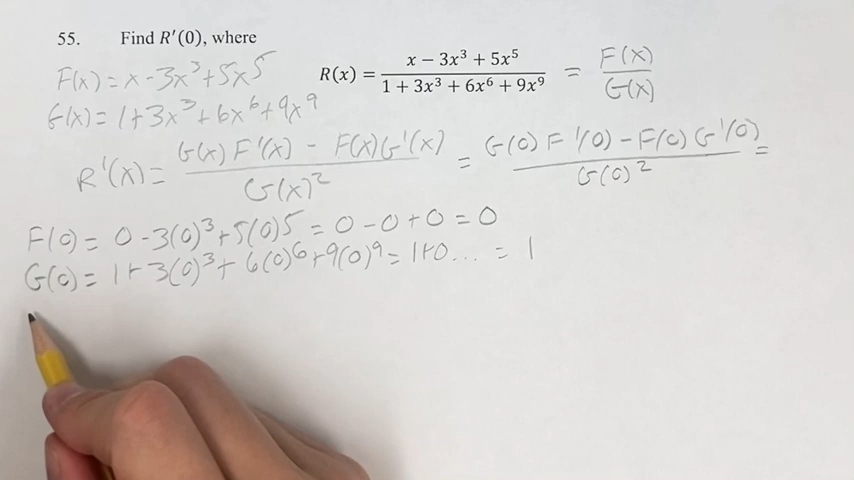 55. Find R′(0), where
R(x) = (x − 3x³ + 5x⁵)/(1 + 3x³ + 6x⁶ + 9x⁹) = F(x)/G(x)
F(x) = x - 3x³ + 5x⁵
G(x) = 1 + 3x³ + 6x⁶ + 9x⁹
R'(x) = (G(x) F'(x) - F(x) G'(x))/G(x)² = (G(0) F'(0) - F(0) G'(0))/G(0)² =
F(0) = 0 - 3(0)³ + 5(0)5 = 0 - 0 + 0 = 0
G(0) = 1 + 3(0)³ + 6(0)⁶ + 9(0)⁹ = 1+0... = 1